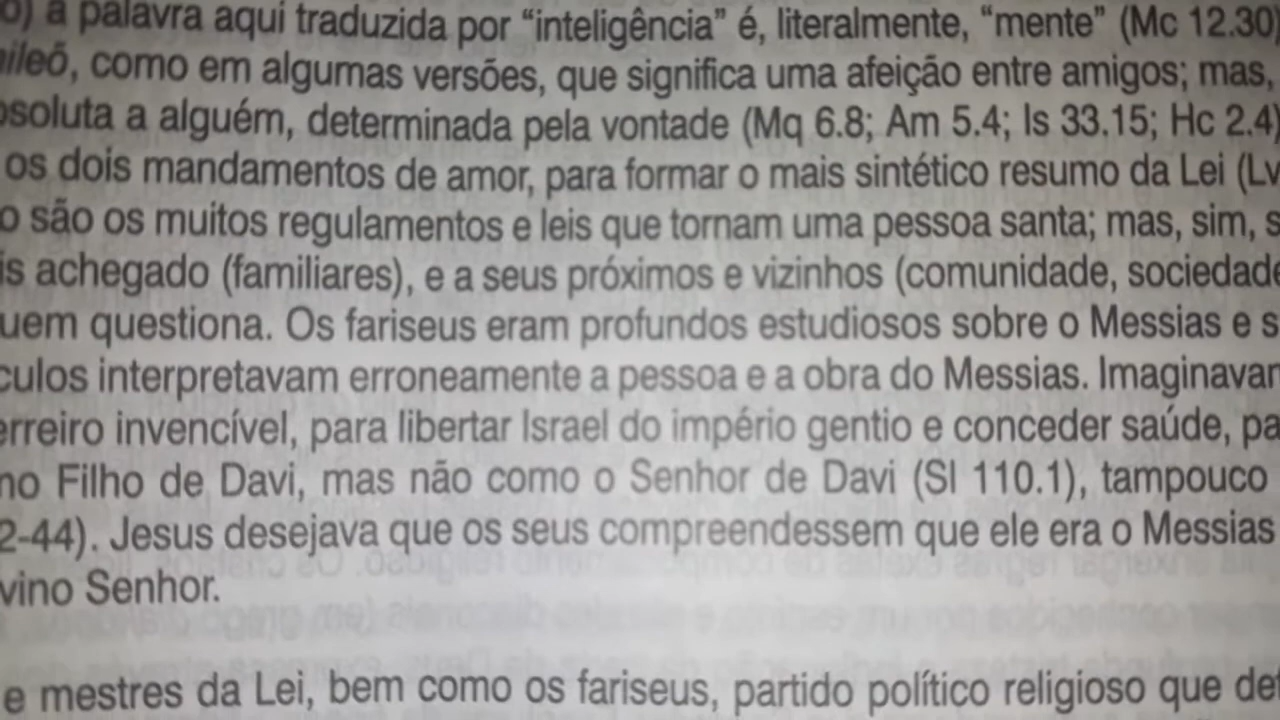 a palavra aqui traduzida por “inteligência” é, literalmente, “mente” (Mc 12.30)
ileō, como em algumas versões, que significa uma afeição entre amigos; mas,
soluta a alguém, determinada pela vontade (Mq 6.8; Am 5.4; Is 33.15; Hc 2.4)
os dois mandamentos de amor, para formar o mais sintético resumo da Lei (Lv
o são os muitos regulamentos e leis que tornam uma pessoa santa; mas, sim, s
is achegado (familiares), e a seus próximos e vizinhos (comunidade, sociedade
uem questiona. Os fariseus eram profundos estudiosos sobre o Messias e s
culos interpretavam erroneamente a pessoa e a obra do Messias. Imaginavam
erreiro invencível, para libertar Israel do império gentio e conceder saúde, pa
no Filho de Davi, mas não como o Senhor de Davi (Sl 110.1), tampouco
2-44). Jesus desejava que os seus compreendessem que ele era o Messias
vino Senhor.
e mestres da Lei, bem como os fariseus, partido político religioso que def